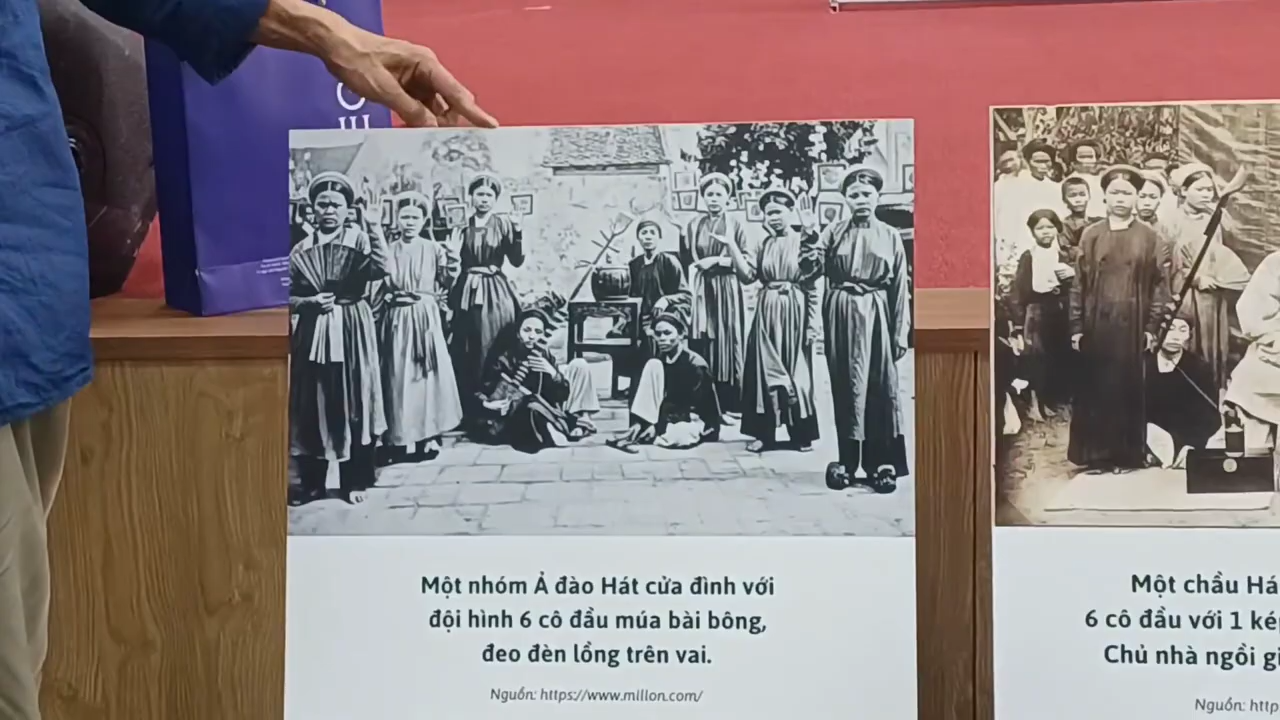 Một nhóm Ả đào Hát cửa đình với
đội hình 6 cô đầu múa bài bông,
đeo đèn lồng trên vai.
Nguồn: https://www.millon.com/
Một chầu Há
6 cô đầu với 1 kép
Chủ nhà ngồi gi
Nguồn: http